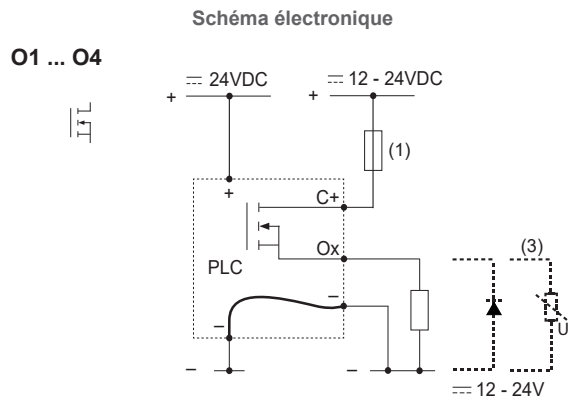 Schéma électronique
O1 ... O4
24VDC
12 - 24VDC
+
+
(1)
+
C+
Ox
PLC
(3)
–
–
U
–
–
12 - 24V